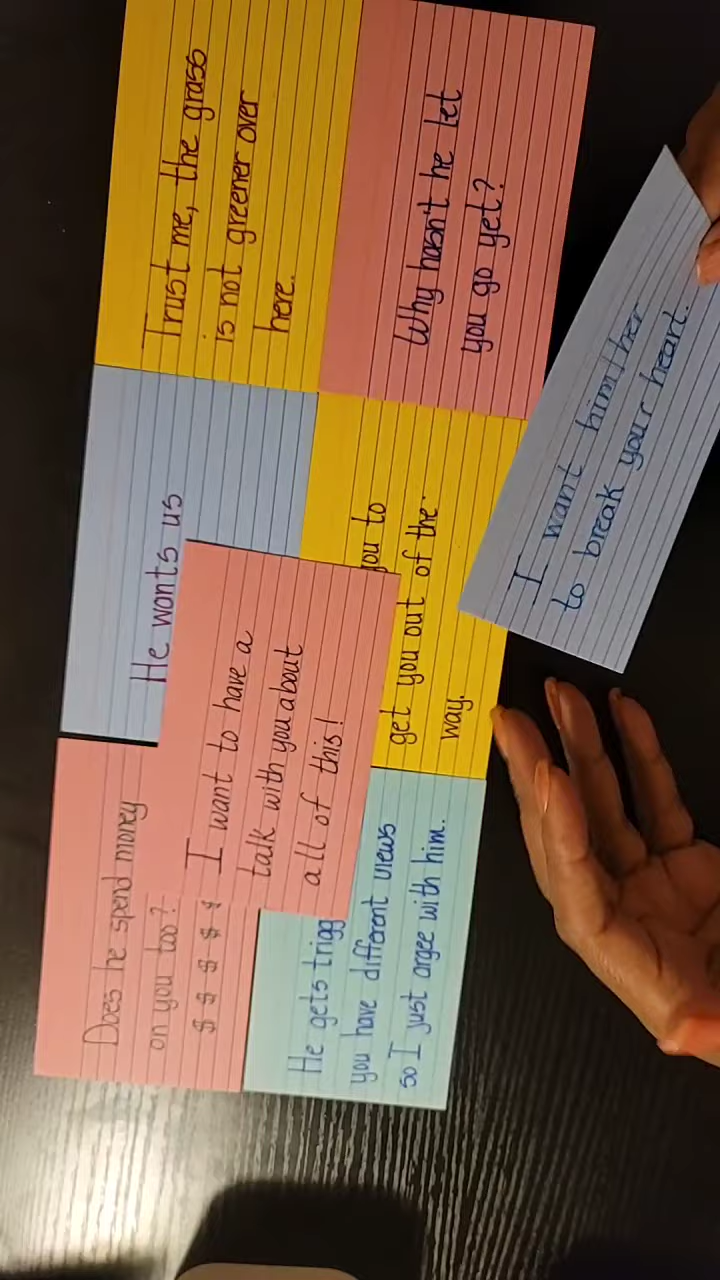 Trust me, the grass
is not greener over
here.
Why hasn't he let
you go yet?
He wants us
you to
get you out of the
way.
I want him/her
to break your heart.
I want to have a
talk with you about
all of this!
Does he spend money
on you too?
$ $ $ $ $
He gets trigg
you have different views
so I just argee with him.